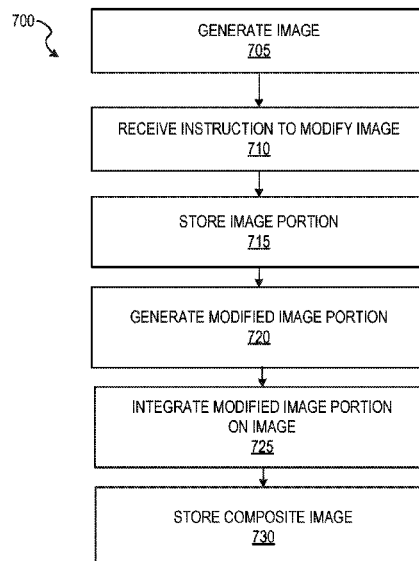 700
GENERATE IMAGE
705
RECEIVE INSTRUCTION TO MODIFY IMAGE
710
STORE IMAGE PORTION
715
GENERATE MODIFIED IMAGE PORTION
720
INTEGRATE MODIFIED IMAGE PORTION
ON IMAGE
725
STORE COMPOSITE IMAGE
730